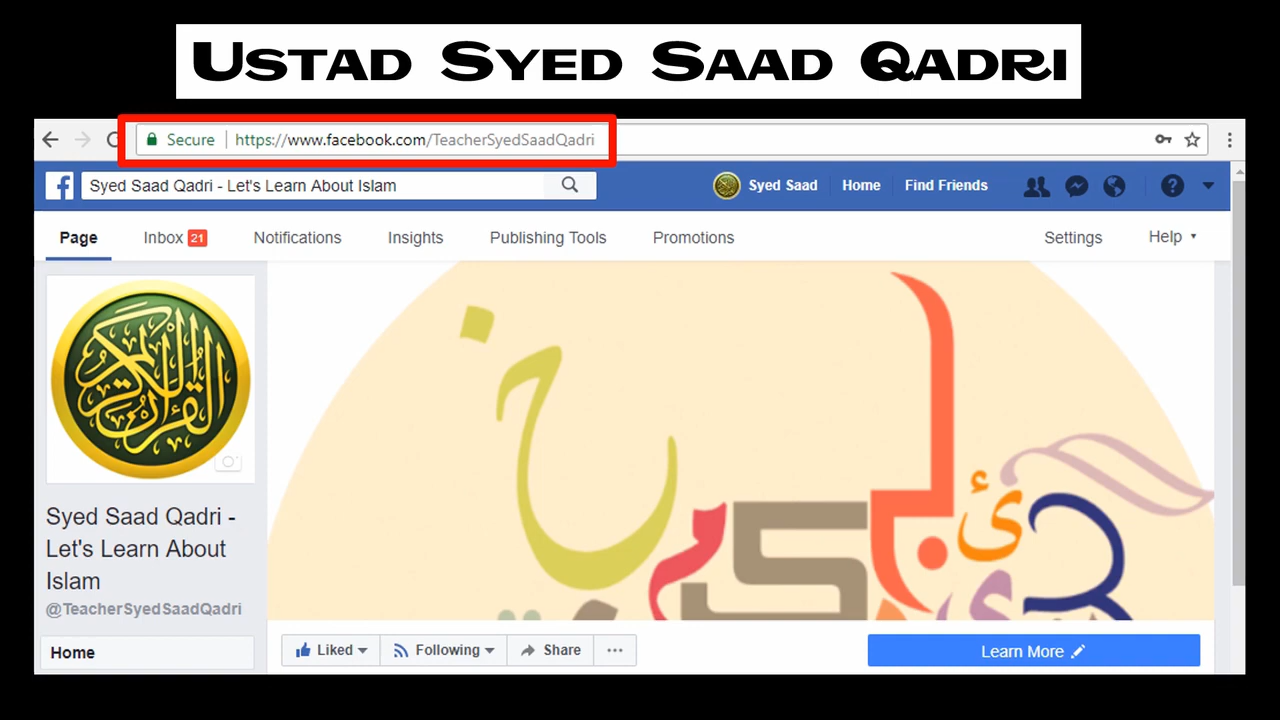 Ustad Syed Saad Qadri
Secure https://www.facebook.com/TeacherSyedSaadQadri
f Syed Saad Qadri - Let's Learn About Islam Syed Saad Home Find Friends ?
Page Inbox 21 Notifications Insights Publishing Tools Promotions Settings Help
القرآن الكريم
خ
م
ئ
Syed Saad Qadri -
Let's Learn About
Islam
@TeacherSyedSaadQadri
Home
Liked Following Share ... Learn More